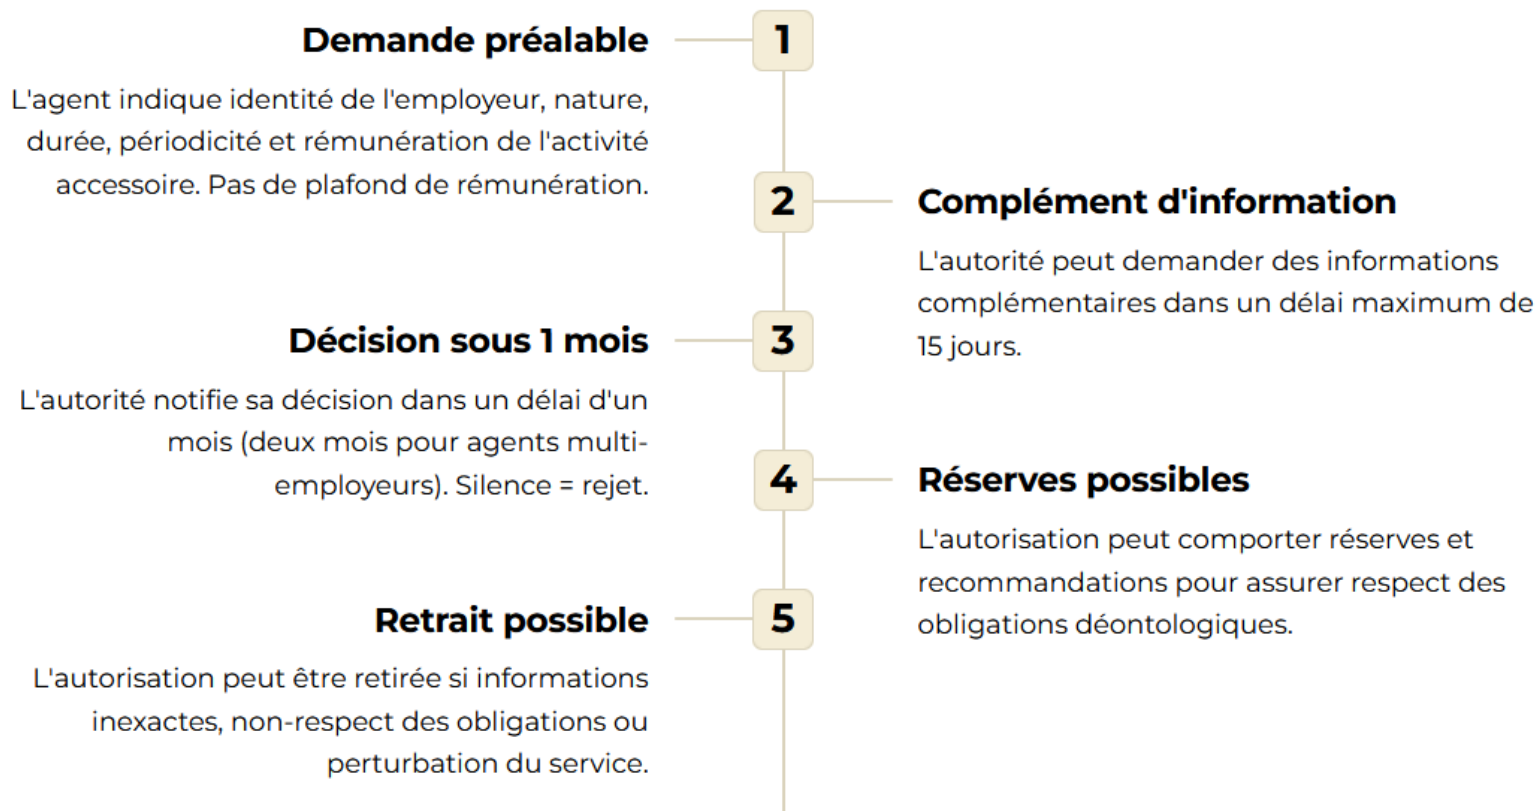 Demande préalable
1
L'agent indique identité de l'employeur, nature,
durée, périodicité et rémunération de l'activité
accessoire. Pas de plafond de rémunération.
2
Complément d'information
L'autorité peut demander des informations
complémentaires dans un délai maximum de
15 jours.
Décision sous 1 mois
3
L'autorité notifie sa décision dans un délai d'un
mois (deux mois pour agents multi-
employeurs). Silence = rejet.
4
Réserves possibles
L'autorisation peut comporter réserves et
recommandations pour assurer respect des
obligations déontologiques.
Retrait possible
5
L'autorisation peut être retirée si informations
inexactes, non-respect des obligations ou
perturbation du service.